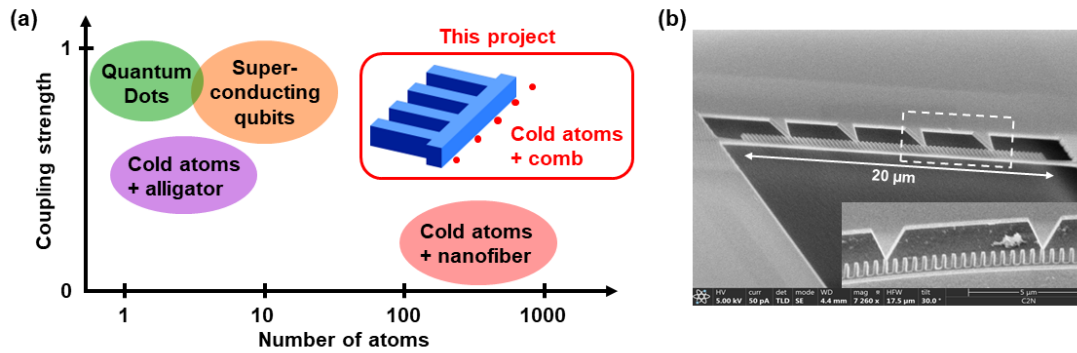 (a)
Coupling strength
1
0
Quantum
Dots
Super-
conducting
qubits
Cold atoms
+ alligator
This project
Cold atoms
+ comb
Cold atoms
+ nanofiber
1
10
100
1000
Number of atoms
(b)
20 µm
HV
5.00 kV
curr
50 pA
det
TLD
mode
SE
WD
4.4 mm
mag
7 260 x
HFW
17.5 µm
tilt
30.0 °
5 µm
C2N